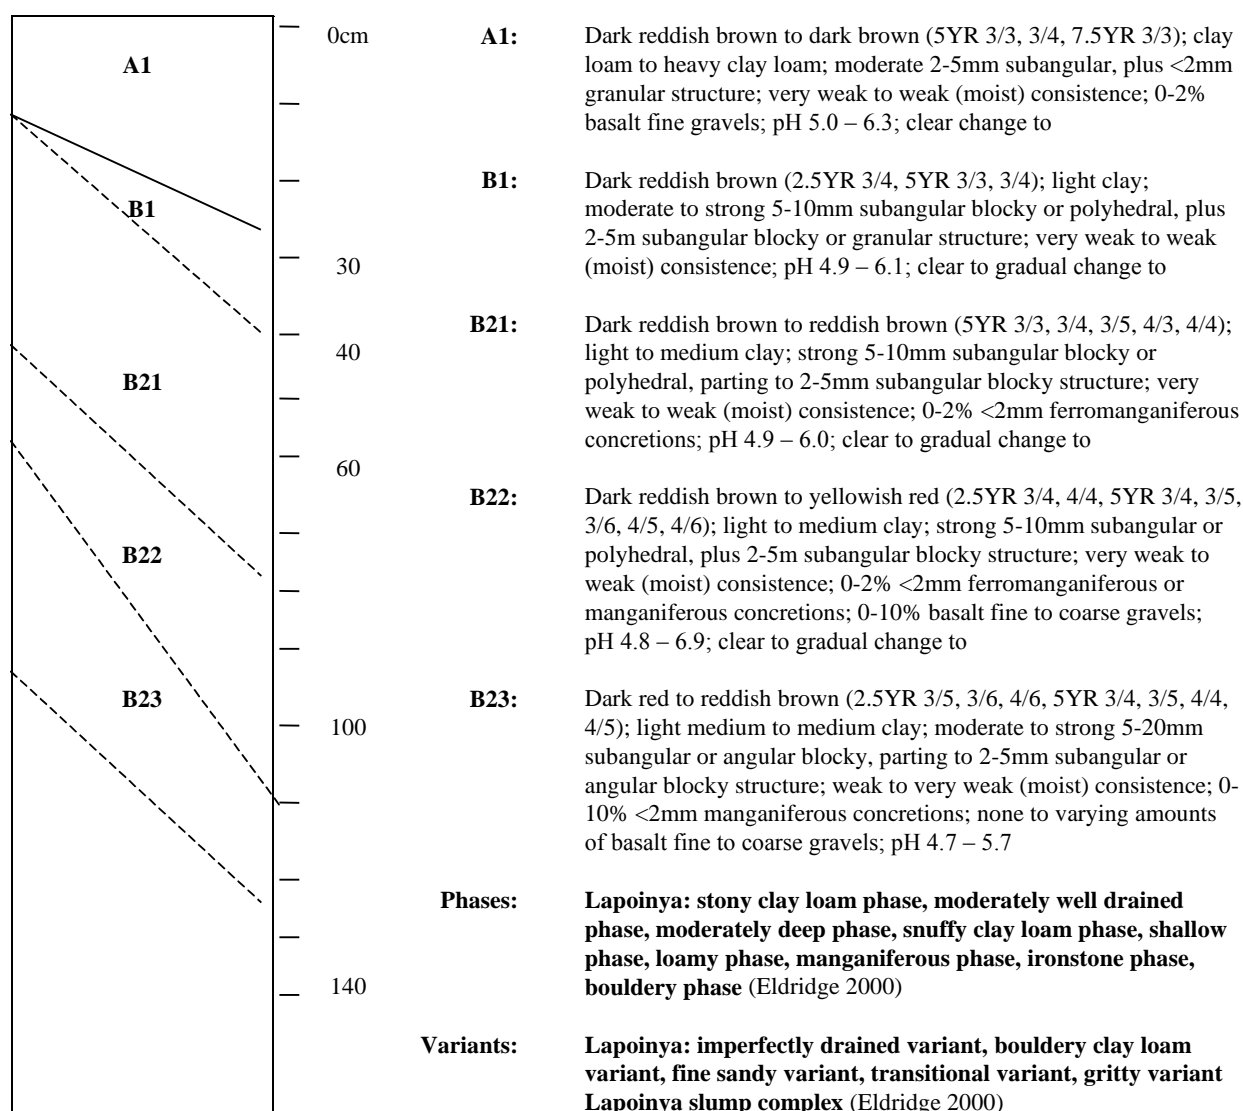 A1
B1
B21
B22
B23
0cm
30
40
60
100
140
A1: Dark reddish brown to dark brown (5YR 3/3, 3/4, 7.5YR 3/3); clay
loam to heavy clay loam; moderate 2-5mm subangular, plus <2mm
granular structure; very weak to weak (moist) consistence; 0-2%
basalt fine gravels; pH 5.0 – 6.3; clear change to
B1: Dark reddish brown (2.5YR 3/4, 5YR 3/3, 3/4); light clay;
moderate to strong 5-10mm subangular blocky or polyhedral, plus
2-5m subangular blocky or granular structure; very weak to weak
(moist) consistence; pH 4.9 – 6.1; clear to gradual change to
B21: Dark reddish brown to reddish brown (5YR 3/3, 3/4, 3/5, 4/3, 4/4);
light to medium clay; strong 5-10mm subangular blocky or
polyhedral, parting to 2-5mm subangular blocky structure; very
weak to weak (moist) consistence; 0-2% <2mm ferromanganiferous
concretions; pH 4.9 – 6.0; clear to gradual change to
B22: Dark reddish brown to yellowish red (2.5YR 3/4, 4/4, 5YR 3/4, 3/5,
3/6, 4/5, 4/6); light to medium clay; strong 5-10mm subangular or
polyhedral, plus 2-5m subangular blocky structure; very weak to
weak (moist) consistence; 0-2% <2mm ferromanganiferous or
manganiferous concretions; 0-10% basalt fine to coarse gravels;
pH 4.8 – 6.9; clear to gradual change to
B23: Dark red to reddish brown (2.5YR 3/5, 3/6, 4/6, 5YR 3/4, 3/5, 4/4,
4/5); light medium to medium clay; moderate to strong 5-20mm
subangular or angular blocky, parting to 2-5mm subangular or
angular blocky structure; weak to very weak (moist) consistence; 0-
10% <2mm manganiferous concretions; none to varying amounts
of basalt fine to coarse gravels; pH 4.7 – 5.7
Phases: Lapoinya: stony clay loam phase, moderately well drained
phase, moderately deep phase, snuffy clay loam phase, shallow
phase, loamy phase, manganiferous phase, ironstone phase,
bouldery phase (Eldridge 2000)
Variants: Lapoinya: imperfectly drained variant, bouldery clay loam
variant, fine sandy variant, transitional variant, gritty variant
Lapoinya slump complex (Eldridge 2000)